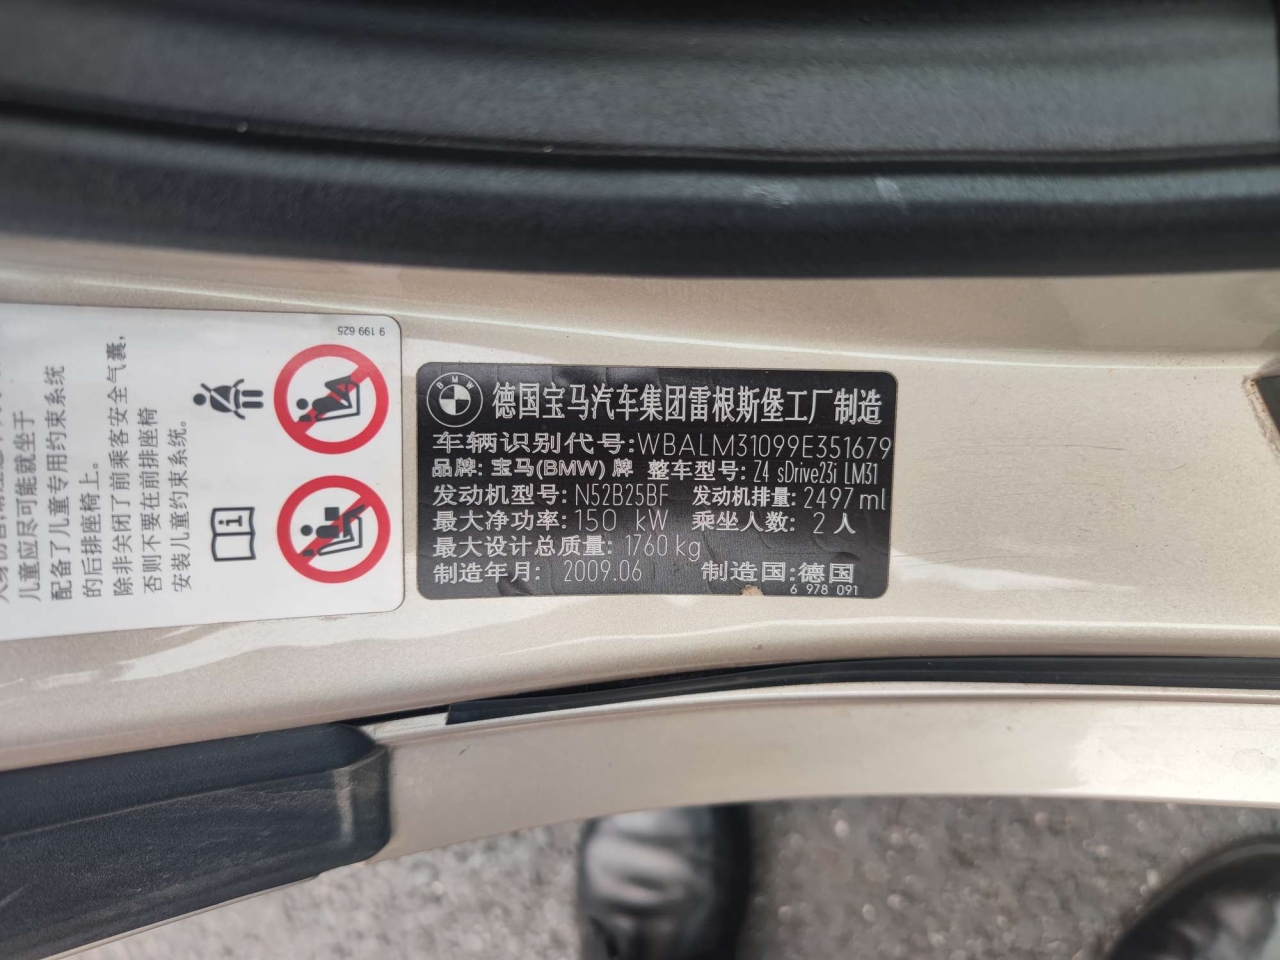 9 199 625
儿童应尽可能就坐于
配备了儿童专用约束系统
的后排座椅上。
除非关闭了前乘客安全气囊，
否则不要在前排座椅
安装儿童约束系统。
BMW
德国宝马汽车集团雷根斯堡工厂制造
车辆识别代号:WBALM31099E351679
品牌: 宝马(BMW) 牌 整车型号: Z4 sDrive23i LM31
发动机型号: N52B25BF 发动机排量: 2497 ml
最大净功率: 150 kW 乘坐人数: 2 人
最大设计总质量: 1760 kg
制造年月: 2009.06 制造国: 德国
6 978 091